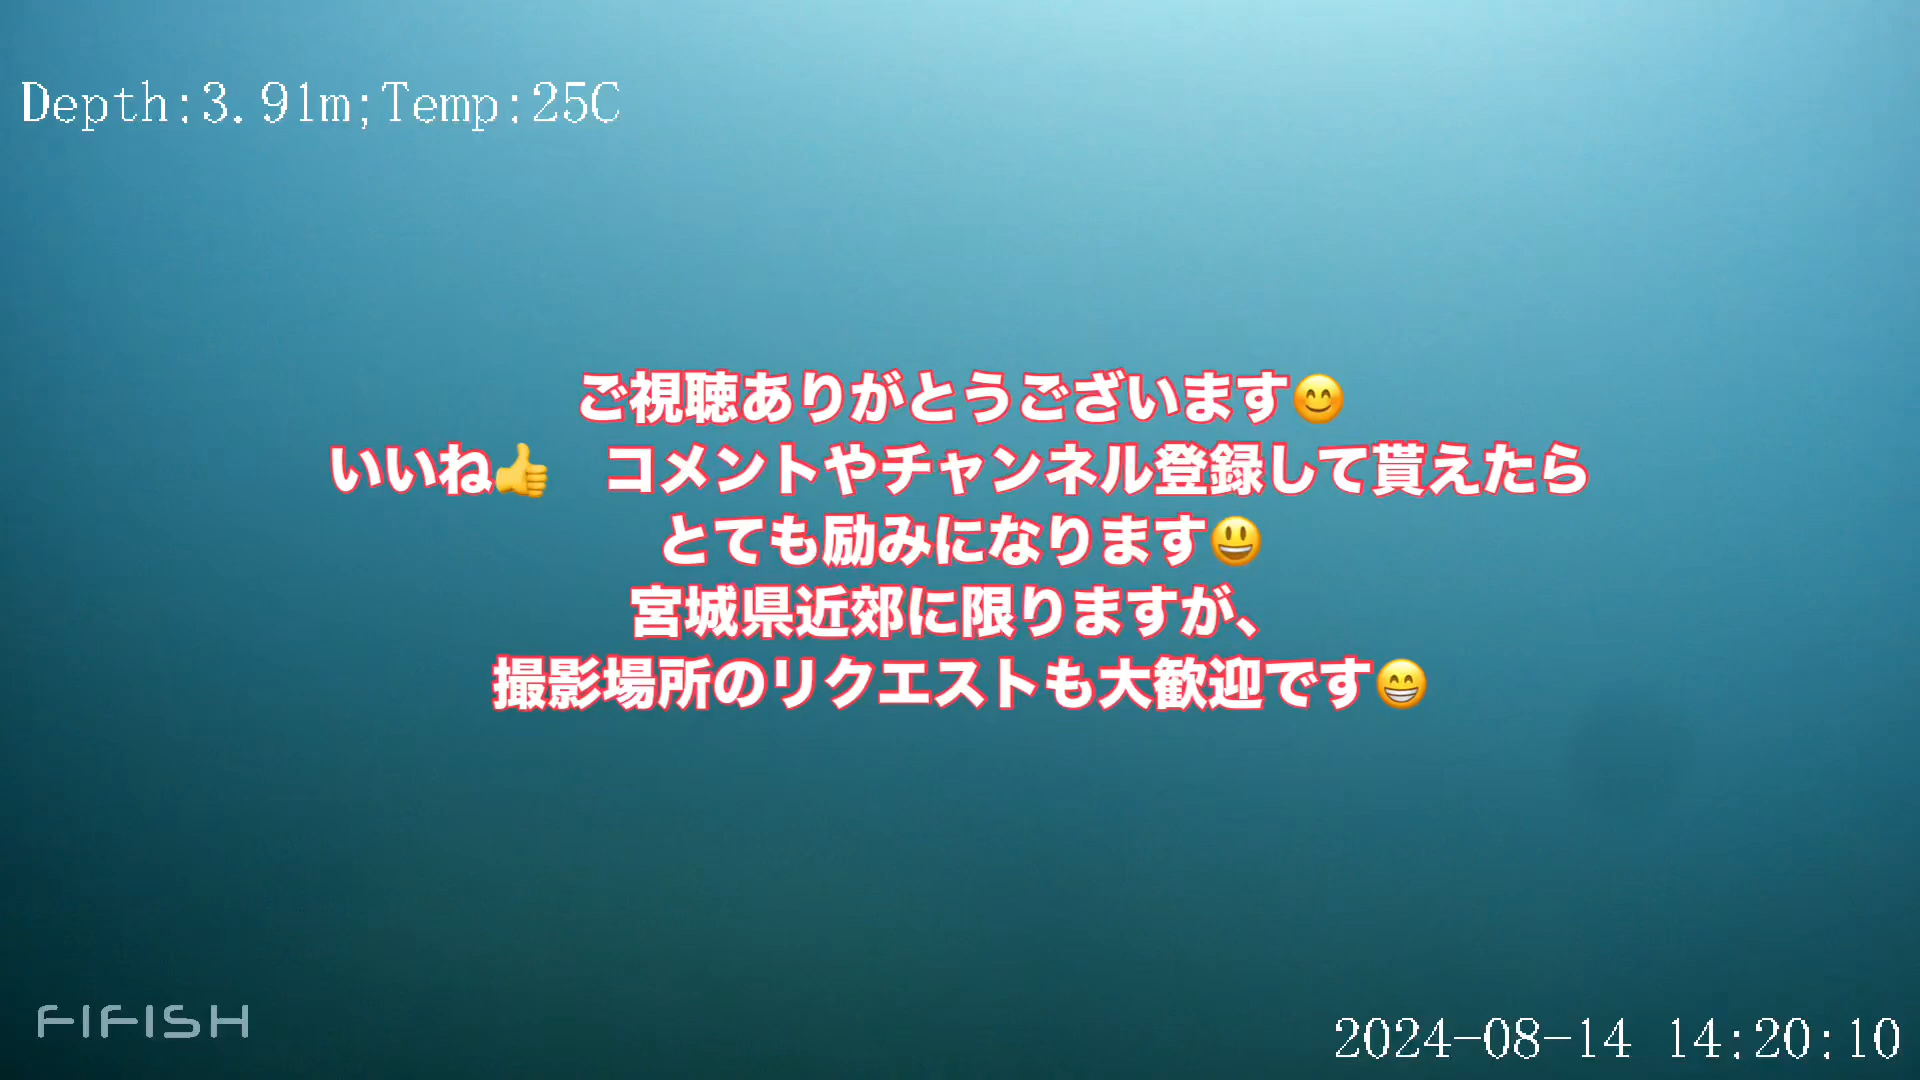 Depth:3.91m;Temp:25C
ご視聴ありがとうございます😊
いいね👍　コメントやチャンネル登録して貰えたら
とても励みになります😃
宮城県近郊に限りますが、
撮影場所のリクエストも大歓迎です😁
FIFISH
2024-08-14 14:20:10